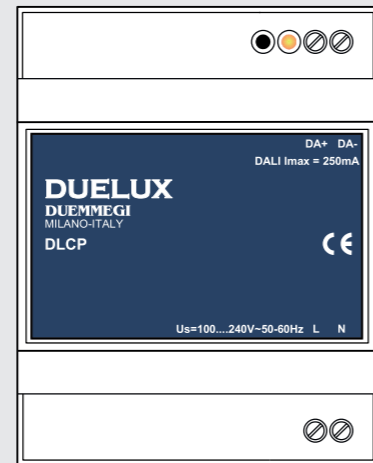 DA+ DA-
DALI Imax = 250mA
DUELUX
DUEMMEGI
MILANO-ITALY
DLCP
CE
Us=100....240V~50-60Hz L N